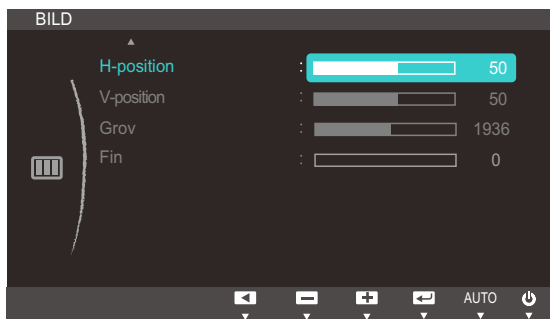 BILD
H-position : 50
V-position : 50
Grov : 1936
Fin : 0
AUTO